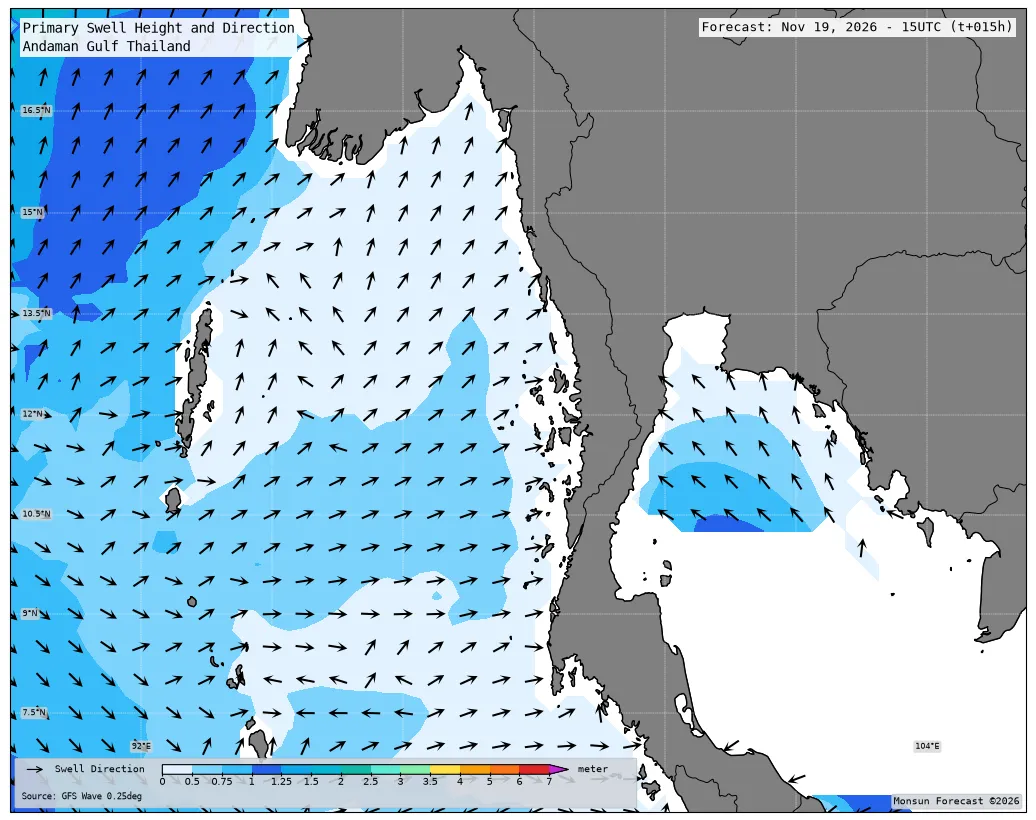 Primary Swell Height and Direction
Andaman Gulf Thailand
Forecast: Nov 19, 2026 - 15UTC (t+015h)
16.5°N
15°N
13.5°N
12°N
10.5°N
9°N
7.5°N
92°E
104°E
Swell Direction
0 0.5 0.75 1 1.25 1.5 2 2.5 3 3.5 4 4.5 5 6 7
meter
Source: GFS Wave 0.25deg
Monsun Forecast ©2026